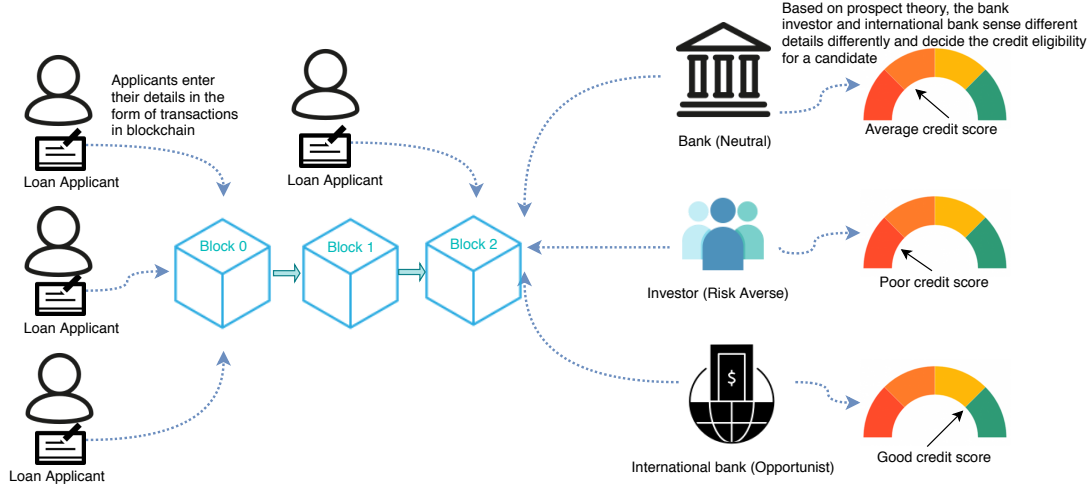 Based on prospect theory, the bank
investor and international bank sense different
details differently and decide the credit eligibility
for a candidate
Applicants enter
their details in the
form of transactions
in blockchain
Loan Applicant
Loan Applicant
Bank (Neutral)
Average credit score
Block 0
Block 1
Block 2
Loan Applicant
Investor (Risk Averse)
Poor credit score
$
Loan Applicant
International bank (Opportunist)
Good credit score